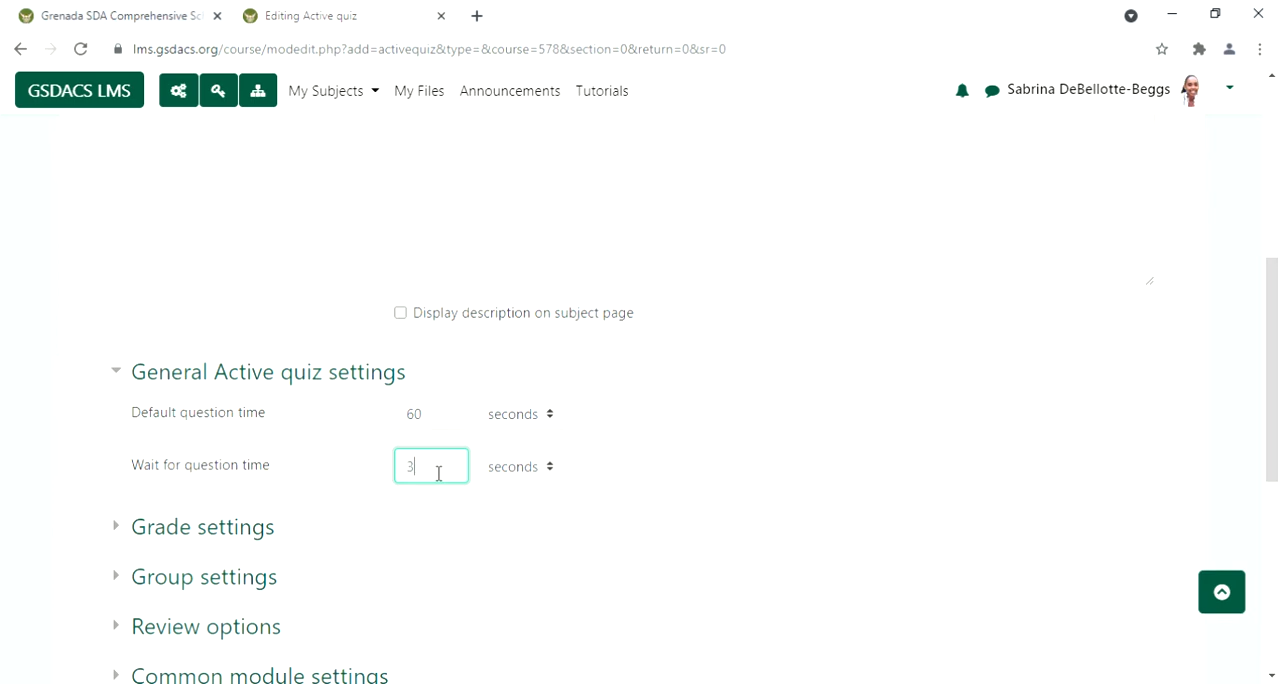 Grenada SDA Comprehensive Sc
Editing Active quiz
lms.gsdacs.org/course/modedit.php?add=activequiz&type=&course=578&section=0&return=0&sr=0
GSDACS LMS
My Subjects
My Files
Announcements
Tutorials
Sabrina DeBellotte-Beggs
Display description on subject page
General Active quiz settings
Default question time
60
seconds
Wait for question time
3
seconds
Grade settings
Group settings
Review options
Common module settings